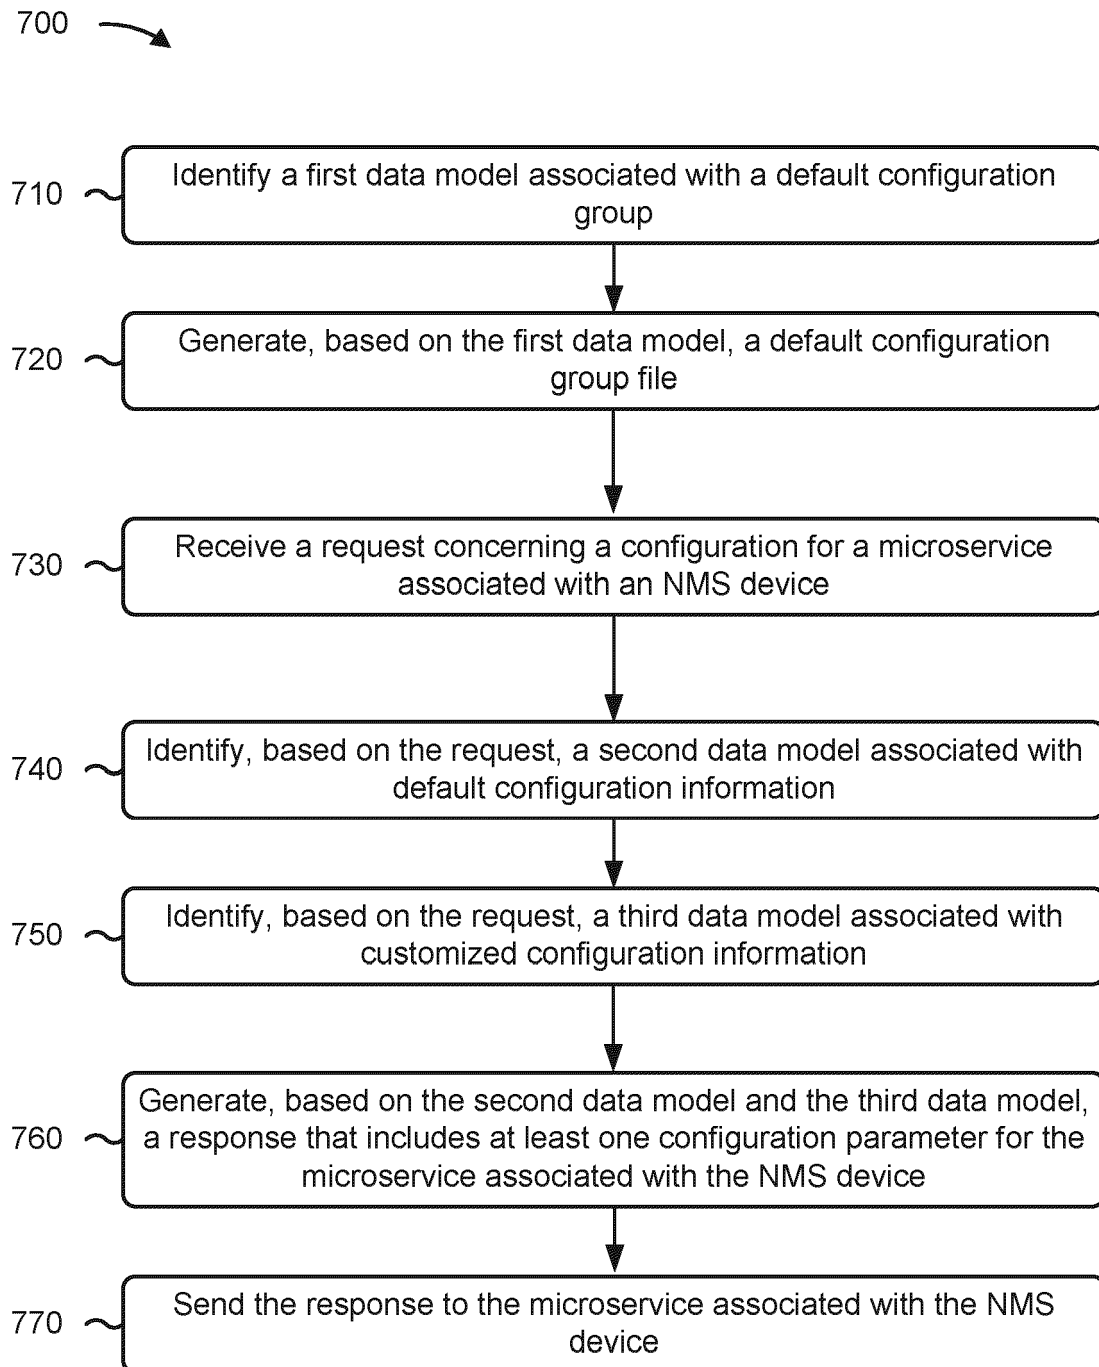 700
710
Identify a first data model associated with a default configuration
group
720
Generate, based on the first data model, a default configuration
group file
730
Receive a request concerning a configuration for a microservice
associated with an NMS device
740
Identify, based on the request, a second data model associated with
default configuration information
750
Identify, based on the request, a third data model associated with
customized configuration information
760
Generate, based on the second data model and the third data model,
a response that includes at least one configuration parameter for the
microservice associated with the NMS device
770
Send the response to the microservice associated with the NMS
device